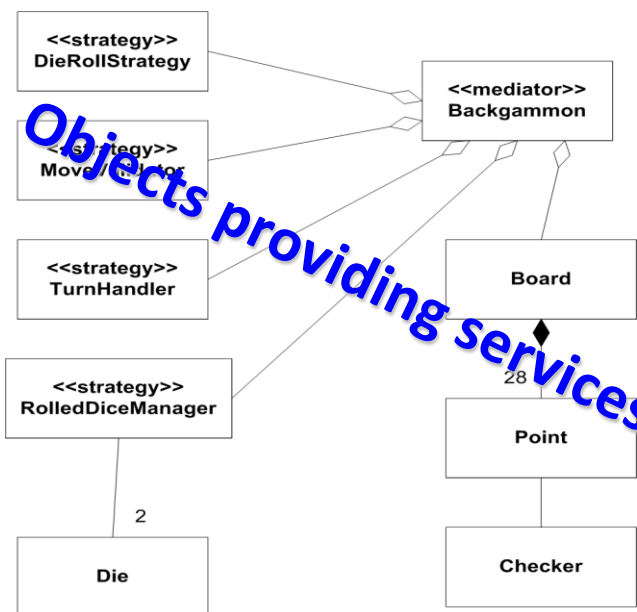 <<strategy>>
DieRollStrategy
<<mediator>>
Backgammon
Objects providing services
<<strategy>>
<<strategy>>
TurnHandler
Board
<<strategy>>
RolledDiceManager
28
Point
2
Die
Checker